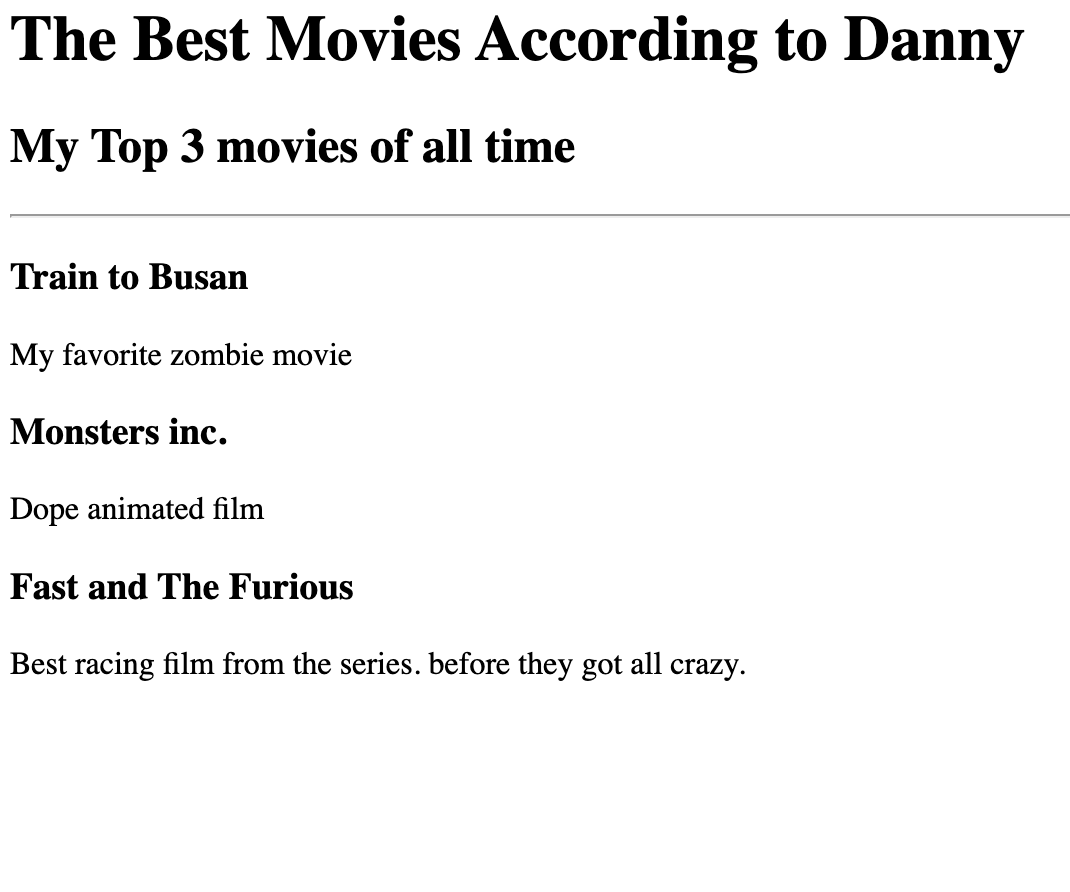 The Best Movies According to Danny
My Top 3 movies of all time
Train to Busan
My favorite zombie movie
Monsters inc.
Dope animated film
Fast and The Furious
Best racing film from the series. before they got all crazy.